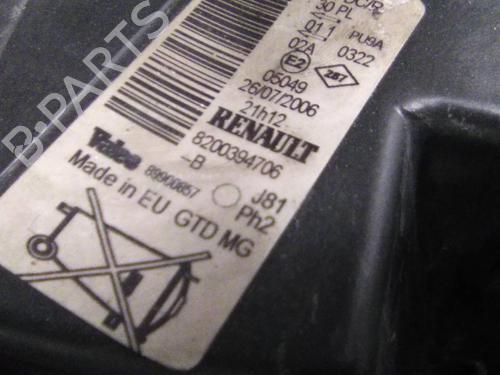 30 PL
01.1 PU9A
02A E2 0322
05049
26/07/2006
21h12
RENAULT
8200394706
-B
Valeo
89900857
J81
Ph2
Made in EU GTD MG
B-PARTS